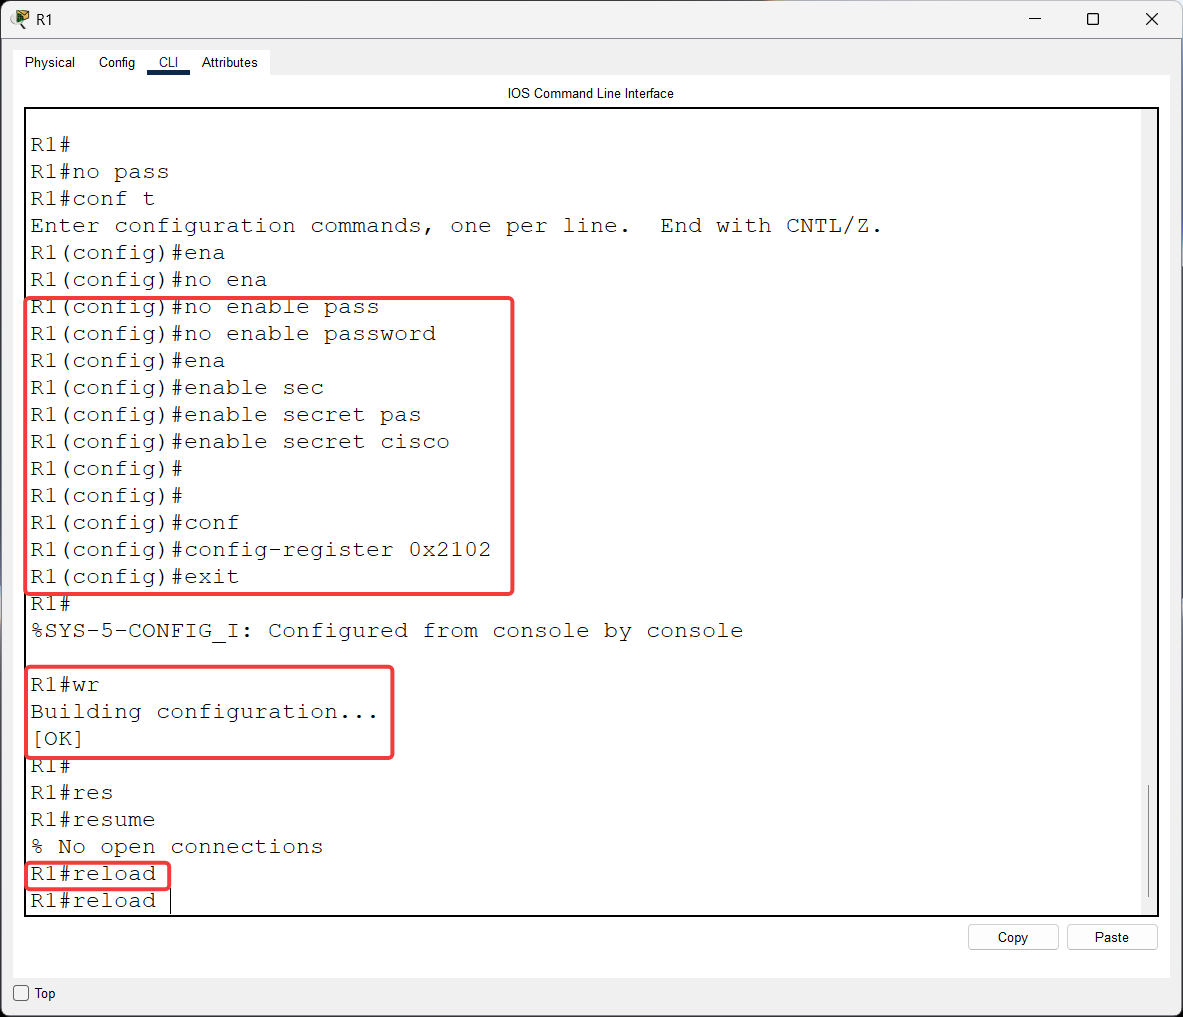 R1
Physical Config CLI Attributes
IOS Command Line Interface
R1#
R1#no pass
R1#conf t
Enter configuration commands, one per line.  End with CNTL/Z.
R1(config)#ena
R1(config)#no ena
R1(config)#no enable pass
R1(config)#no enable password
R1(config)#ena
R1(config)#enable sec
R1(config)#enable secret pas
R1(config)#enable secret cisco
R1(config)#
R1(config)#
R1(config)#conf
R1(config)#config-register 0x2102
R1(config)#exit
R1#
%SYS-5-CONFIG_I: Configured from console by console
R1#wr
Building configuration...
[OK]
R1#
R1#res
R1#resume
% No open connections
R1#reload
R1#reload
Copy Paste
Top